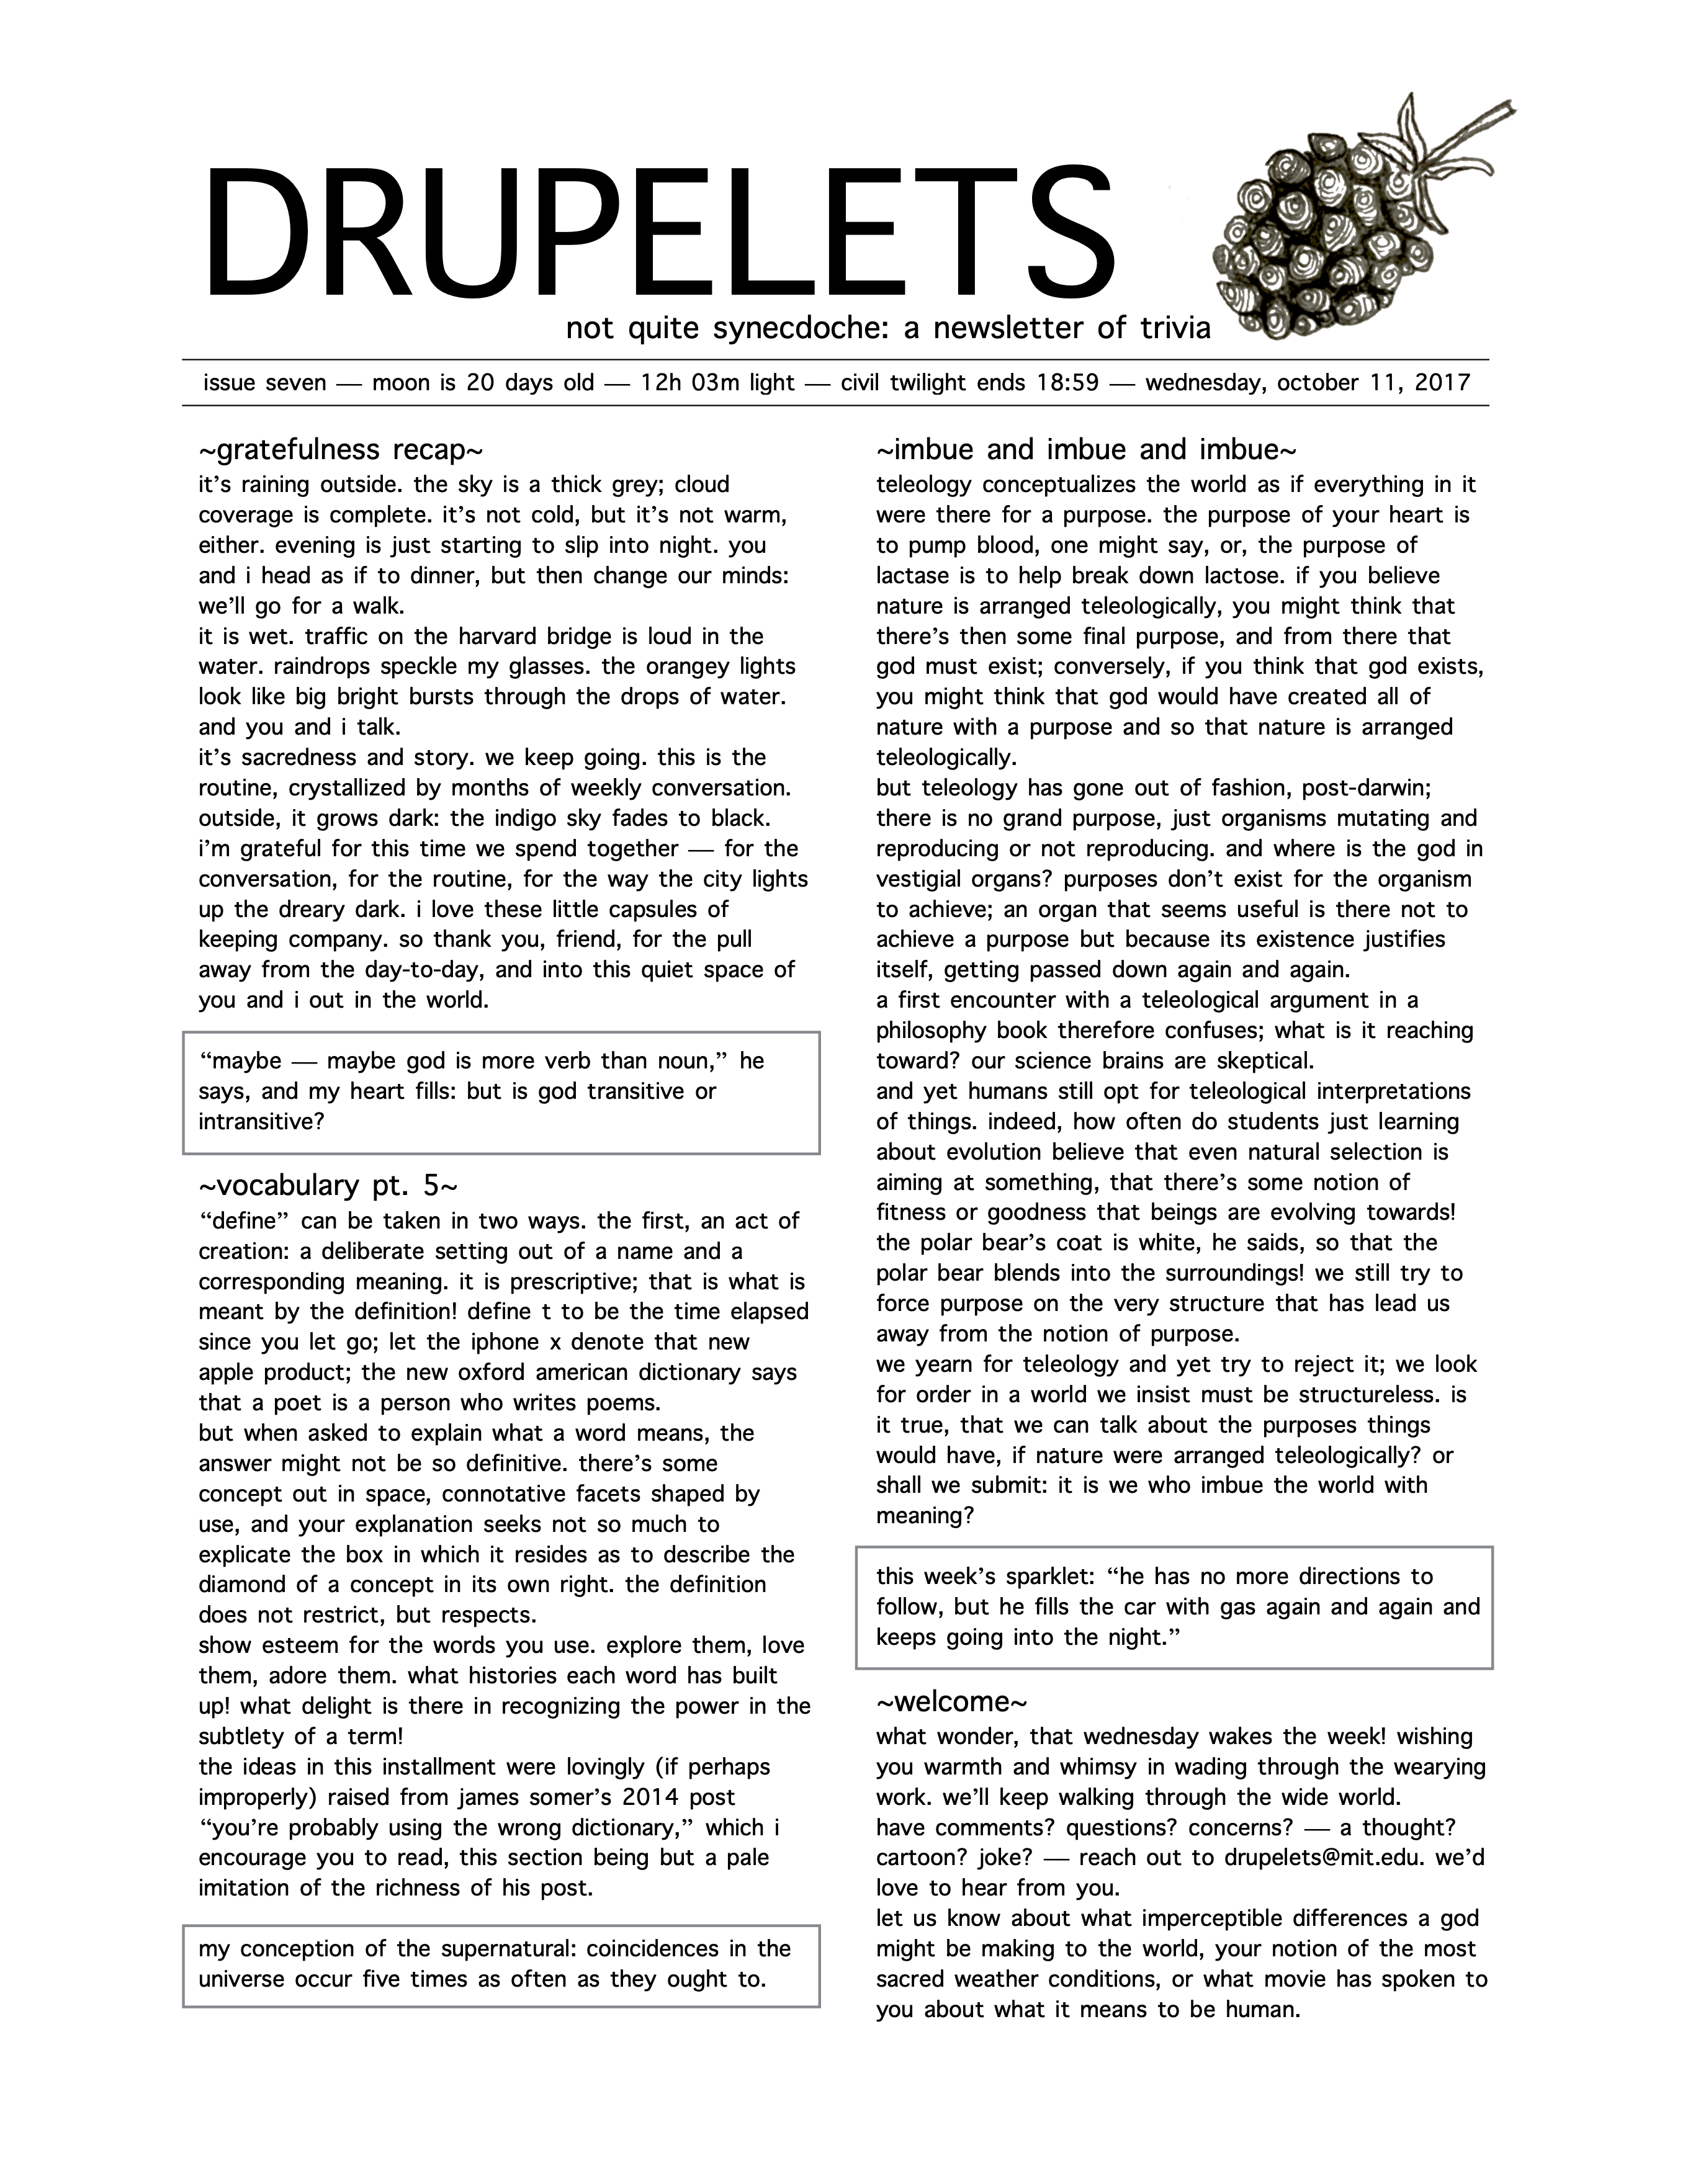 DRUPELETS
not quite synecdoche: a newsletter of trivia
issue seven — moon is 20 days old — 12h 03m light — civil twilight ends 18:59 — wednesday, october 11, 2017
~gratefulness recap~
it’s raining outside. the sky is a thick grey; cloud
coverage is complete. it’s not cold, but it’s not warm,
either. evening is just starting to slip into night. you
and i head as if to dinner, but then change our minds:
we’ll go for a walk.
it is wet. traffic on the harvard bridge is loud in the
water. raindrops speckle my glasses. the orangey lights
look like big bright bursts through the drops of water.
and you and i talk.
it’s sacredness and story. we keep going. this is the
routine, crystallized by months of weekly conversation.
outside, it grows dark: the indigo sky fades to black.
i’m grateful for this time we spend together — for the
conversation, for the routine, for the way the city lights
up the dreary dark. i love these little capsules of
keeping company. so thank you, friend, for the pull
away from the day-to-day, and into this quiet space of
you and i out in the world.
“maybe — maybe god is more verb than noun,” he
says, and my heart fills: but is god transitive or
intransitive?
~vocabulary pt. 5~
“define” can be taken in two ways. the first, an act of
creation: a deliberate setting out of a name and a
corresponding meaning. it is prescriptive; that is what is
meant by the definition! define t to be the time elapsed
since you let go; let the iphone x denote that new
apple product; the new oxford american dictionary says
that a poet is a person who writes poems.
but when asked to explain what a word means, the
answer might not be so definitive. there’s some
concept out in space, connotative facets shaped by
use, and your explanation seeks not so much to
explicate the box in which it resides as to describe the
diamond of a concept in its own right. the definition
does not restrict, but respects.
show esteem for the words you use. explore them, love
them, adore them. what histories each word has built
up! what delight is there in recognizing the power in the
subtlety of a term!
the ideas in this installment were lovingly (if perhaps
improperly) raised from james somer’s 2014 post
“you’re probably using the wrong dictionary,” which i
encourage you to read, this section being but a pale
imitation of the richness of his post.
my conception of the supernatural: coincidences in the
universe occur five times as often as they ought to.
~imbue and imbue and imbue~
teleology conceptualizes the world as if everything in it
were there for a purpose. the purpose of your heart is
to pump blood, one might say, or, the purpose of
lactase is to help break down lactose. if you believe
nature is arranged teleologically, you might think that
there’s then some final purpose, and from there that
god must exist; conversely, if you think that god exists,
you might think that god would have created all of
nature with a purpose and so that nature is arranged
teleologically.
but teleology has gone out of fashion, post-darwin;
there is no grand purpose, just organisms mutating and
reproducing or not reproducing. and where is the god in
vestigial organs? purposes don’t exist for the organism
to achieve; an organ that seems useful is there not to
achieve a purpose but because its existence justifies
itself, getting passed down again and again.
a first encounter with a teleological argument in a
philosophy book therefore confuses; what is it reaching
toward? our science brains are skeptical.
and yet humans still opt for teleological interpretations
of things. indeed, how often do students just learning
about evolution believe that even natural selection is
aiming at something, that there’s some notion of
fitness or goodness that beings are evolving towards!
the polar bear’s coat is white, he saids, so that the
polar bear blends into the surroundings! we still try to
force purpose on the very structure that has lead us
away from the notion of purpose.
we yearn for teleology and yet try to reject it; we look
for order in a world we insist must be structureless. is
it true, that we can talk about the purposes things
would have, if nature were arranged teleologically? or
shall we submit: it is we who imbue the world with
meaning?
this week’s sparklet: “he has no more directions to
follow, but he fills the car with gas again and again and
keeps going into the night.”
~welcome~
what wonder, that wednesday wakes the week! wishing
you warmth and whimsy in wading through the wearying
work. we’ll keep walking through the wide world.
have comments? questions? concerns? — a thought?
cartoon? joke? — reach out to drupelets@mit.edu. we’d
love to hear from you.
let us know about what imperceptible differences a god
might be making to the world, your notion of the most
sacred weather conditions, or what movie has spoken to
you about what it means to be human.